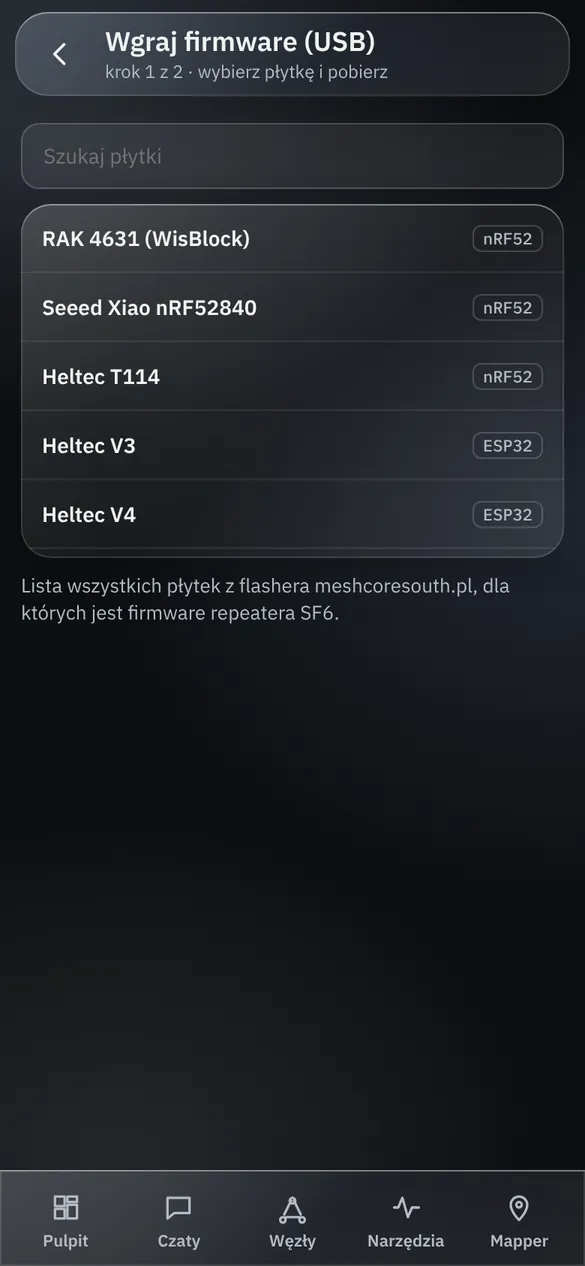 Wgraj firmware (USB)
krok 1 z 2 · wybierz płytkę i pobierz
Szukaj płytki
RAK 4631 (WisBlock) nRF52
Seeed Xiao nRF52840 nRF52
Heltec T114 nRF52
Heltec V3 ESP32
Heltec V4 ESP32
Lista wszystkich płytek z flashera meshcoresouth.pl, dla
których jest firmware repeatera SF6.
Pulpit Czaty Węzły Narzędzia Mapper